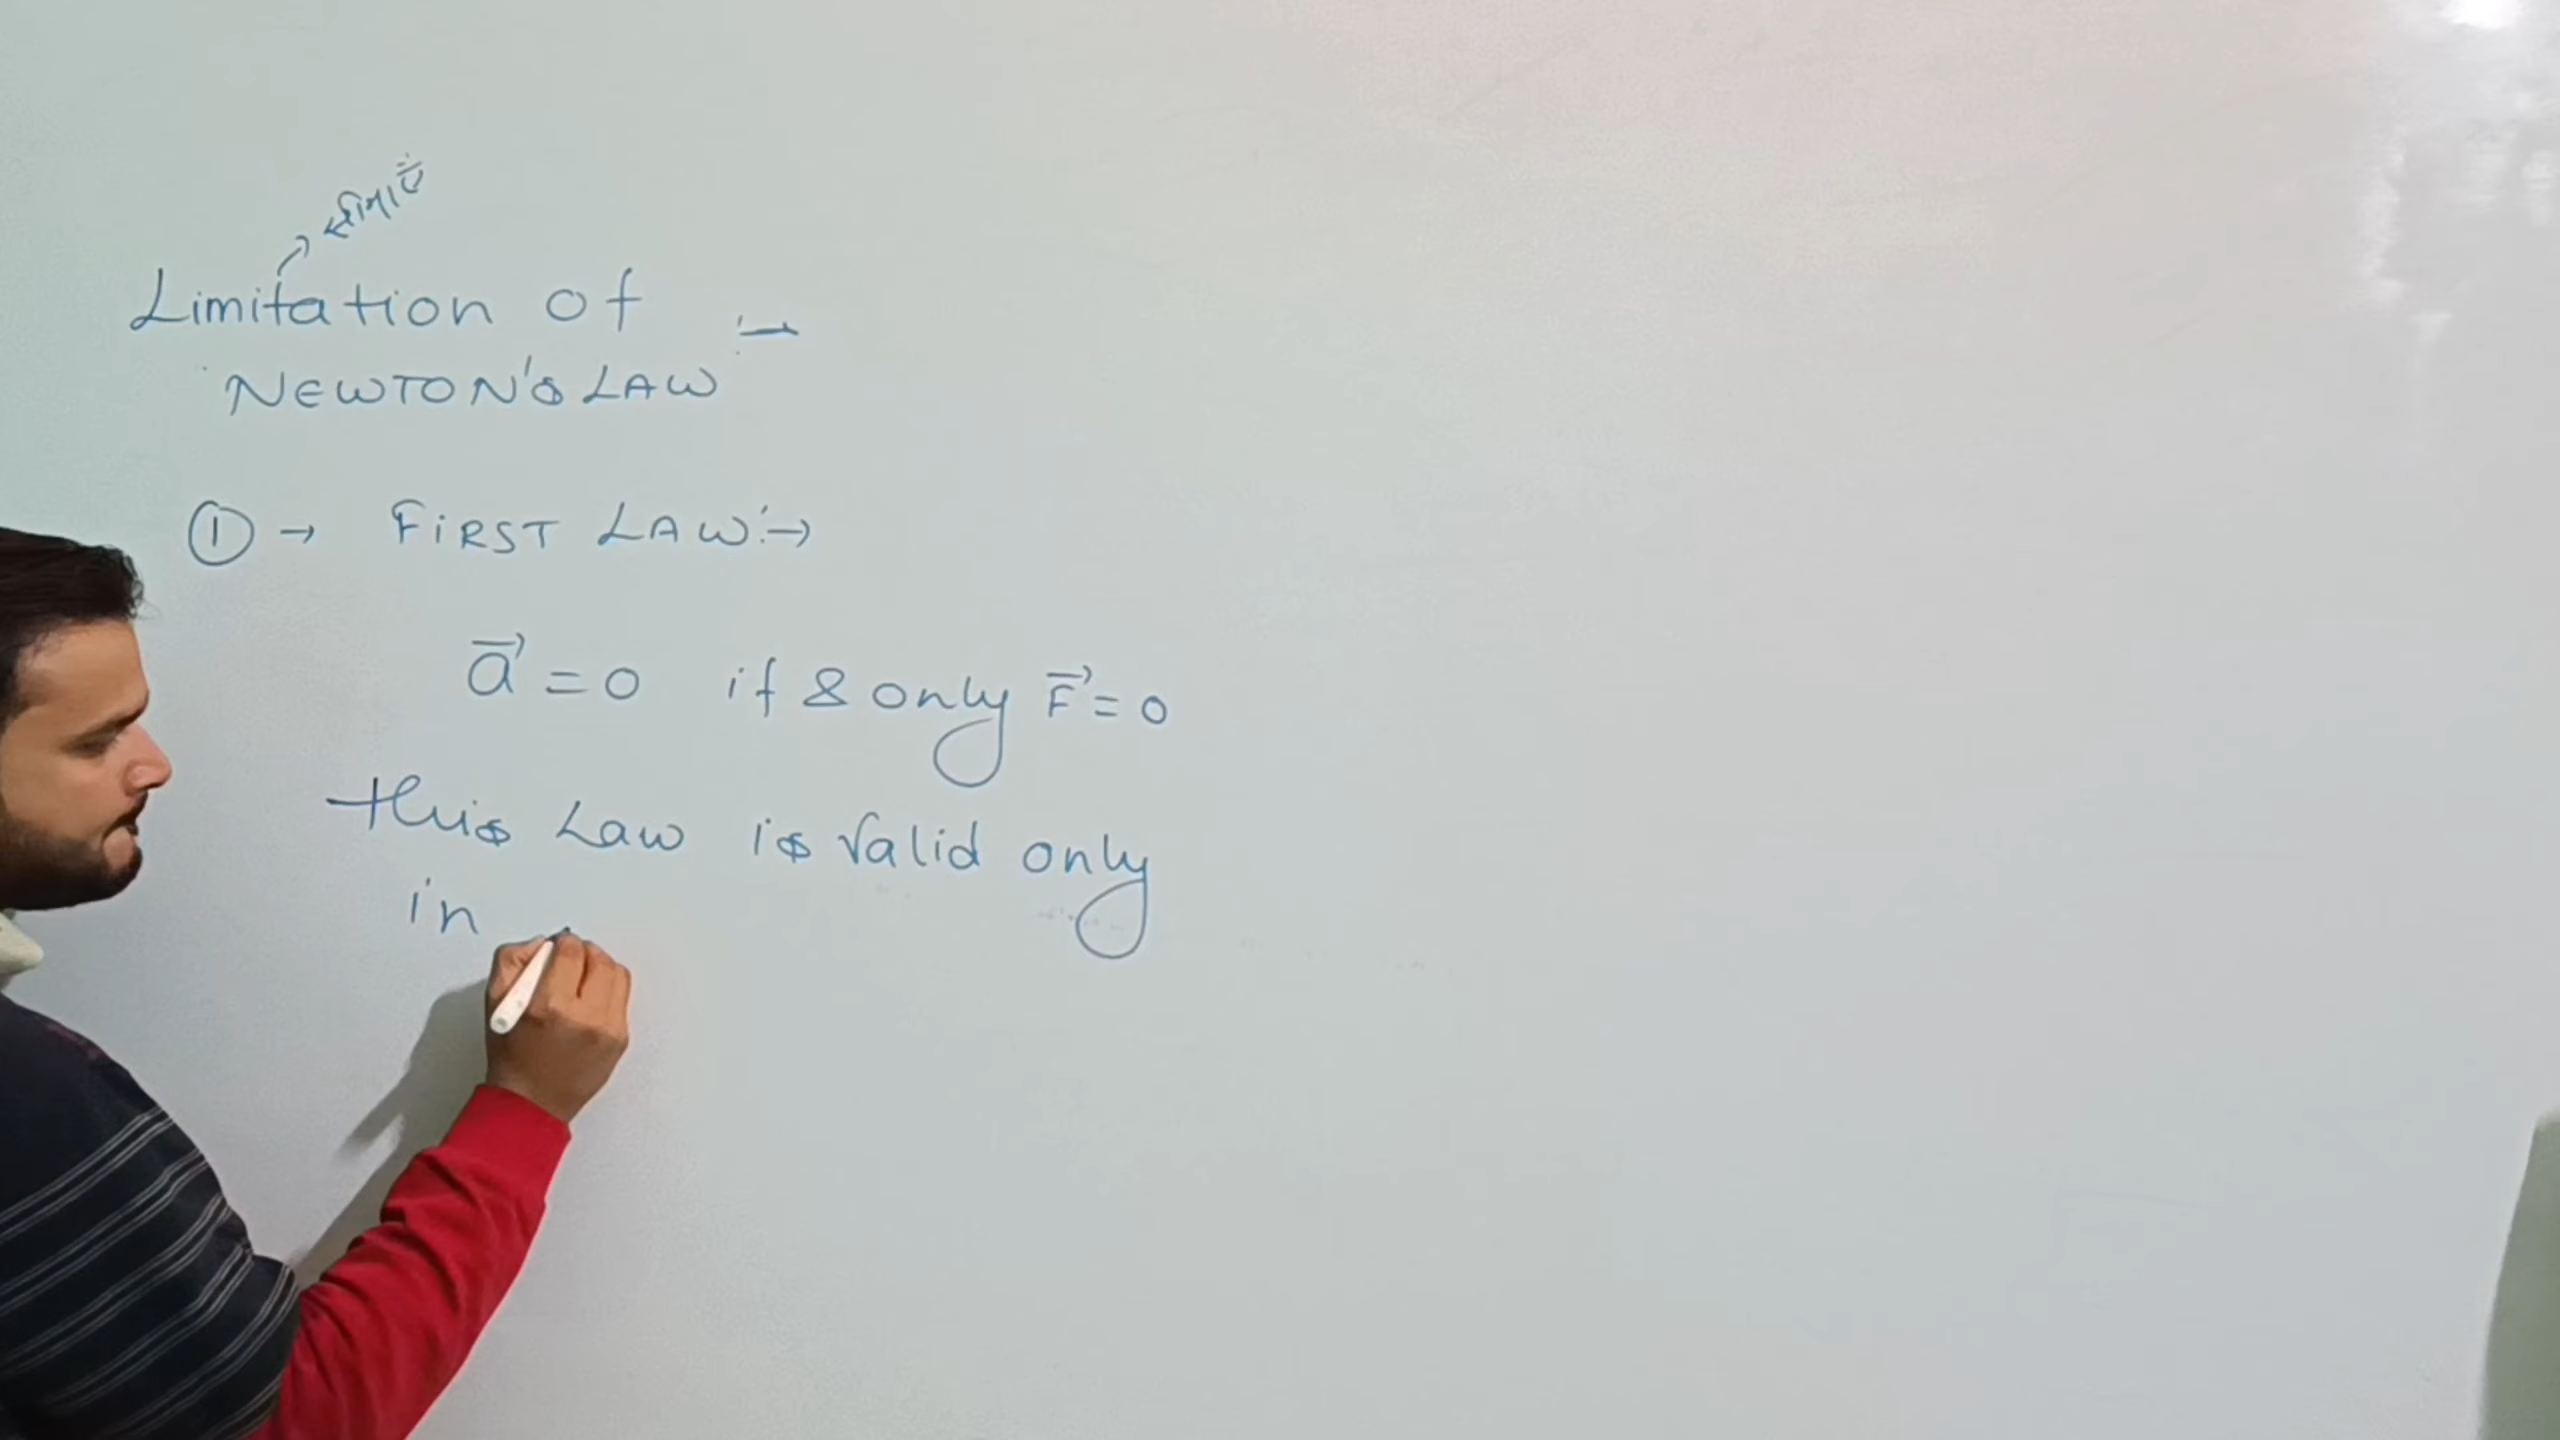 सीमायें
Limitation of :-
NEWTON'S LAW
① → FIRST LAW :→
a⃗ = 0 if & only F⃗ = 0
this Law is valid only
in